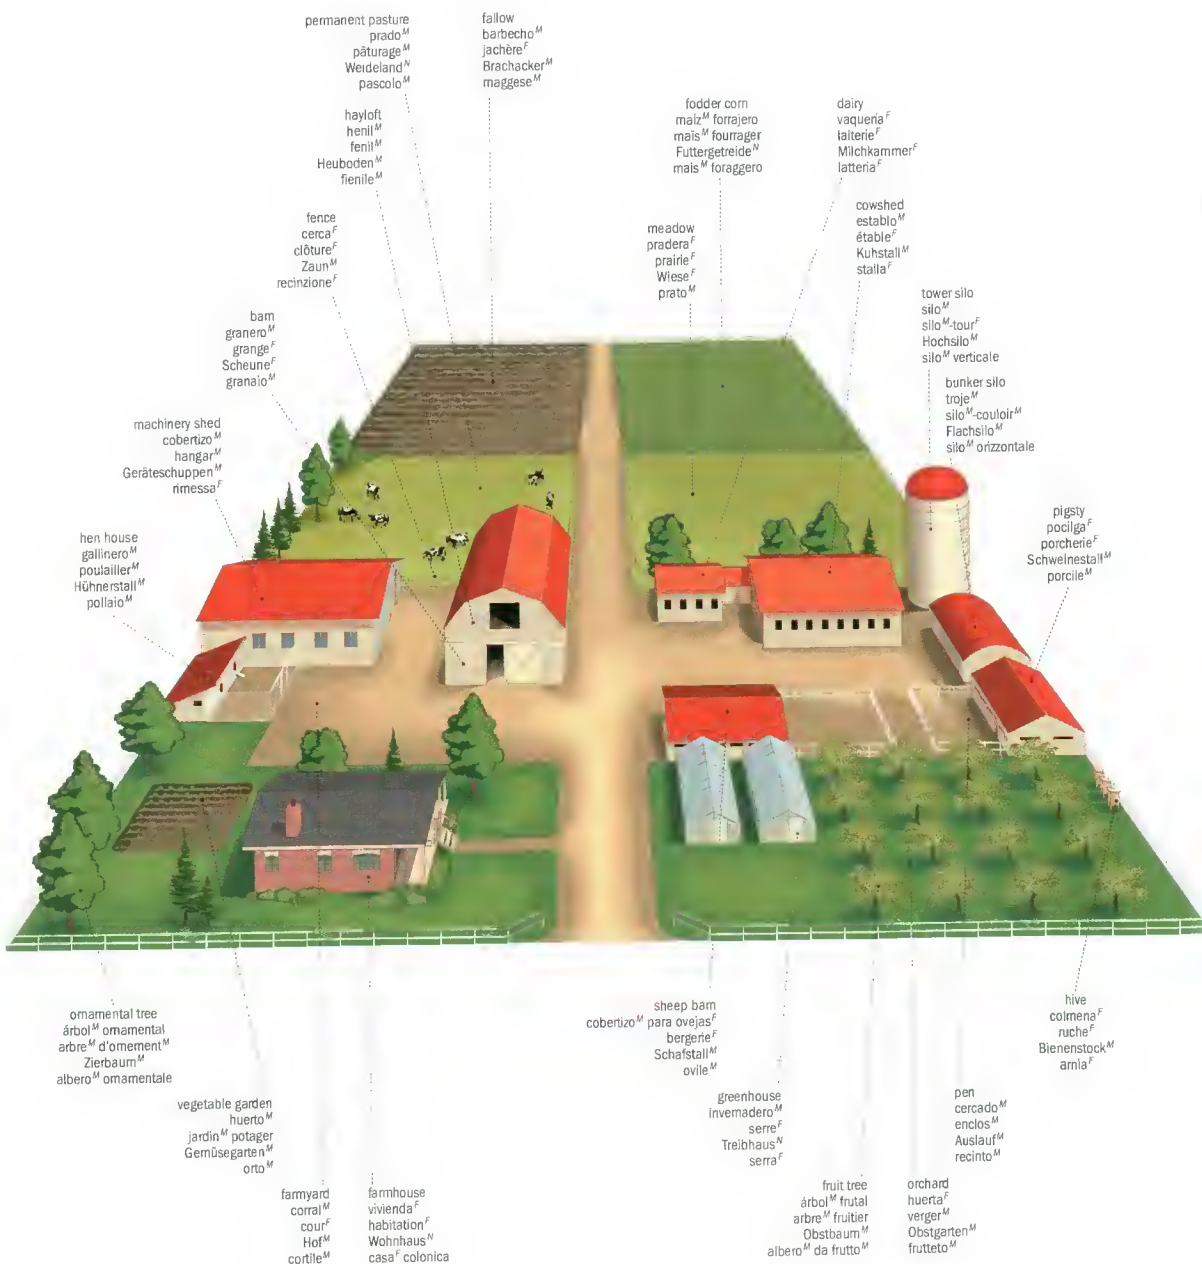 permanent pasture
prado M
pâturage M
Weideland N
pascolo M
fallow
barbecho M
jachère F
Brachacker M
maggese M
hayloft
henil M
fenil M
Heuboden M
fienile M
fodder corn
maíz M forrajero
maïs M fourrager
Futtergetreide N
mais M foraggero
dairy
vaquería F
laiterie F
Milchkammer F
latteria F
fence
cerca F
clôture F
Zaun M
recinzione F
meadow
pradera F
prairie F
Wiese F
prato M
cowshed
establo M
étable F
Kuhstall M
stalla F
barn
granero M
grange F
Scheune F
granaio M
tower silo
silo M
silo M-tour F
Hochsilo M
silo M verticale
bunker silo
troje M
silo M-couloir M
Flachsilo M
silo M orizzontale
machinery shed
cobertizo M
hangar M
Geräteschuppen M
rimessa F
hen house
gallinero M
poulailler M
Hühnerstall M
pollaio M
pigsty
pocilga F
porcherie F
Schweinestall M
porcile M
ornamental tree
árbol M ornamental
arbre M d'ornement M
Zierbaum M
albero M ornamentale
vegetable garden
huerto M
jardin M potager
Gemüsegarten M
orto M
farmyard
corral M
cour F
Hof M
cortile M
farmhouse
vivienda F
habitation F
Wohnhaus N
casa F colonica
sheep barn
cobertizo M para ovejas F
bergerie F
Schafstall M
ovile M
greenhouse
invernadero M
serre F
Treibhaus N
serra F
fruit tree
árbol M frutal
arbre M fruitier
Obstbaum M
albero M da frutto M
orchard
huerta F
verger M
Obstgarten M
frutteto M
pen
cercado M
enclos M
Auslauf M
recinto M
hive
colmena F
ruche F
Bienenstock M
arnia F